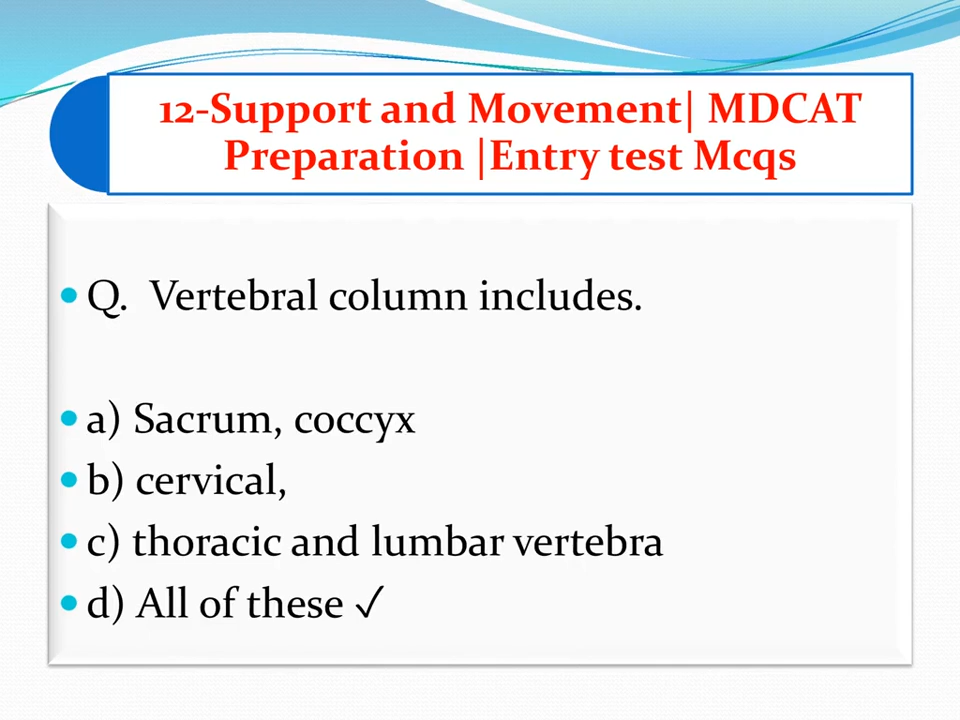 12-Support and Movement| MDCAT
Preparation |Entry test Mcqs
• Q.  Vertebral column includes.
• a) Sacrum, coccyx
• b) cervical,
• c) thoracic and lumbar vertebra
• d) All of these ✓